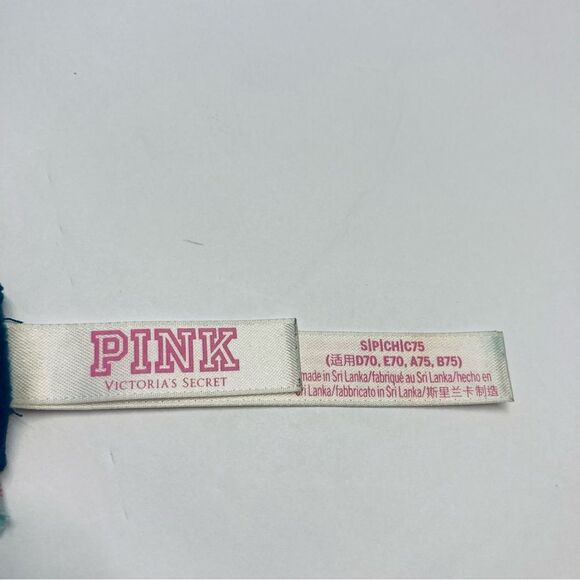 PINK
VICTORIA'S SECRET
S|P|CH|C75
(适用D70, E70, A75, B75)
made in Sri Lanka/fabriqué au Sri Lanka/hecho en
Sri Lanka/fabbricato in Sri Lanka/斯里兰卡制造